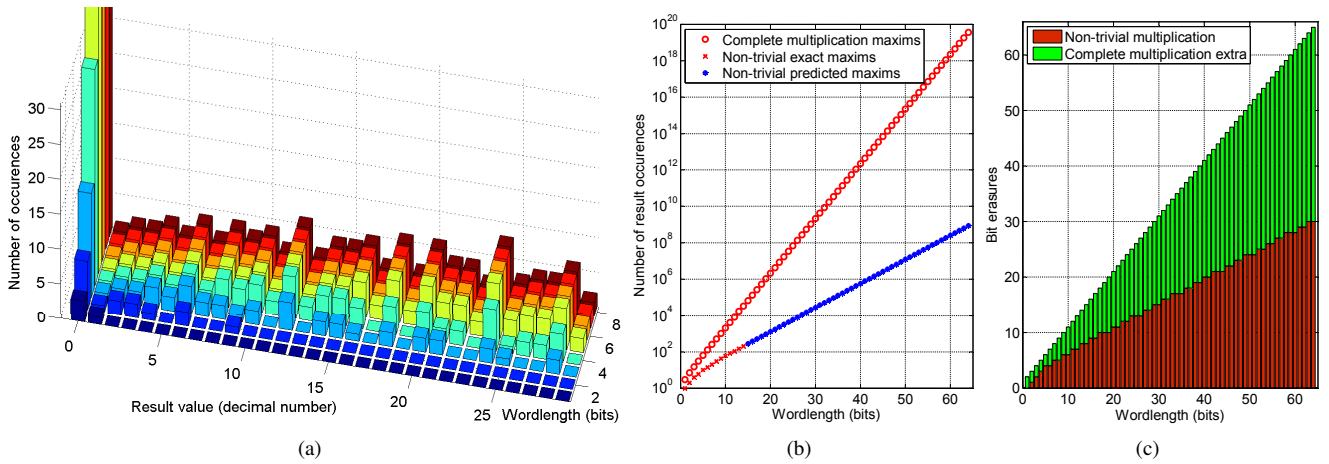 Number of occurences
30
25
20
15
10
5
0
0
5
10
15
20
25
2
4
6
8
Result value (decimal number)
Wordlength (bits)
(a)
Complete multiplication maxims
Non-trivial exact maxims
Non-trivial predicted maxims
Number of result occurences
10^20
10^18
10^16
10^14
10^12
10^10
10^8
10^6
10^4
10^2
10^0
0 10 20 30 40 50 60
Wordlength (bits)
(b)
Non-trivial multiplication
Complete multiplication extra
Bit erasures
60
50
40
30
20
10
0
10 20 30 40 50 60
Wordlength (bits)
(c)